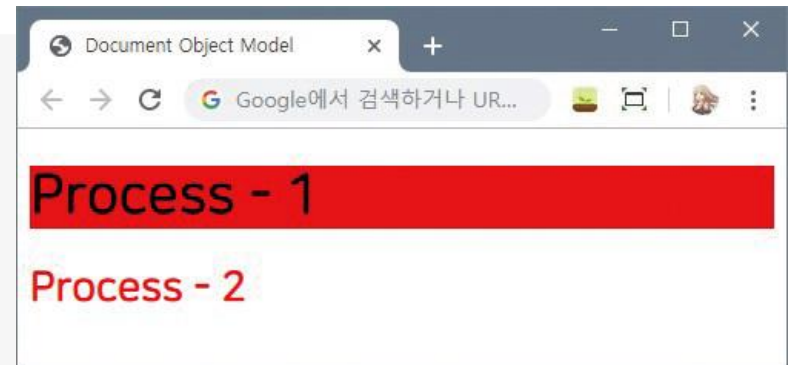 Document Object Model
Google에서 검색하거나 UR...
Process - 1
Process - 2